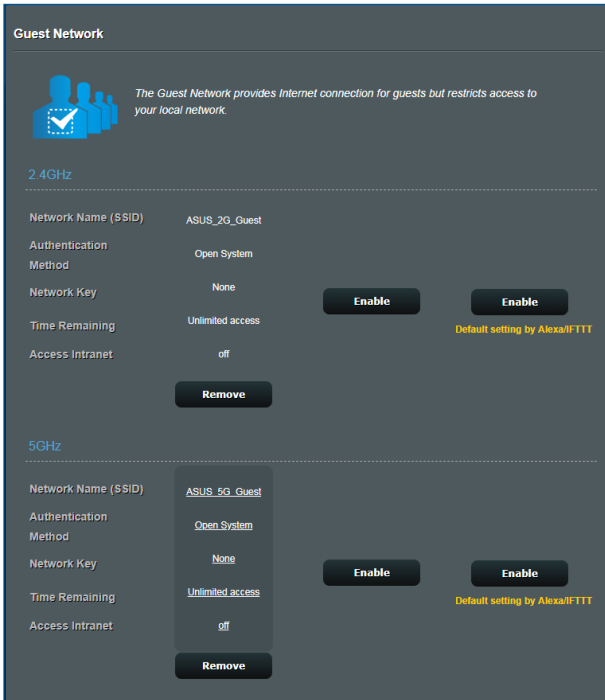 Guest Network
The Guest Network provides Internet connection for guests but restricts access to
your local network.
2.4GHz
Network Name (SSID) ASUS_2G_Guest
Authentication
Method Open System
Network Key None
Enable Enable
Time Remaining Unlimited access
Default setting by Alexa/IFTTT
Access Intranet off
Remove
5GHz
Network Name (SSID) ASUS_5G_Guest
Authentication
Method Open System
Network Key None
Enable Enable
Time Remaining Unlimited access
Default setting by Alexa/IFTTT
Access Intranet off
Remove